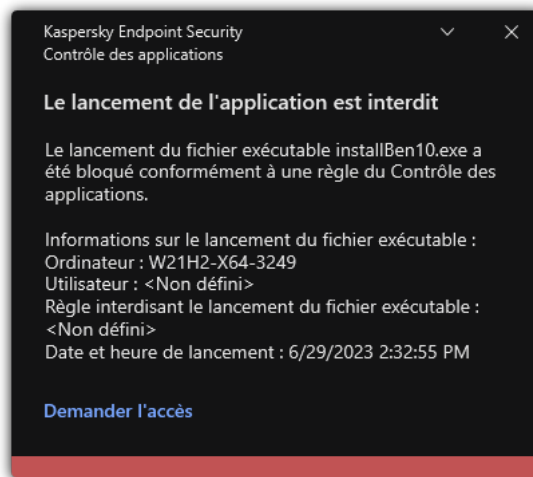 Kaspersky Endpoint Security
Contrôle des applications
Le lancement de l'application est interdit
Le lancement du fichier exécutable installBen10.exe a
été bloqué conformément à une règle du Contrôle des
applications.
Informations sur le lancement du fichier exécutable :
Ordinateur : W21H2-X64-3249
Utilisateur : <Non défini>
Règle interdisant le lancement du fichier exécutable :
<Non défini>
Date et heure de lancement : 6/29/2023 2:32:55 PM
Demander l'accès